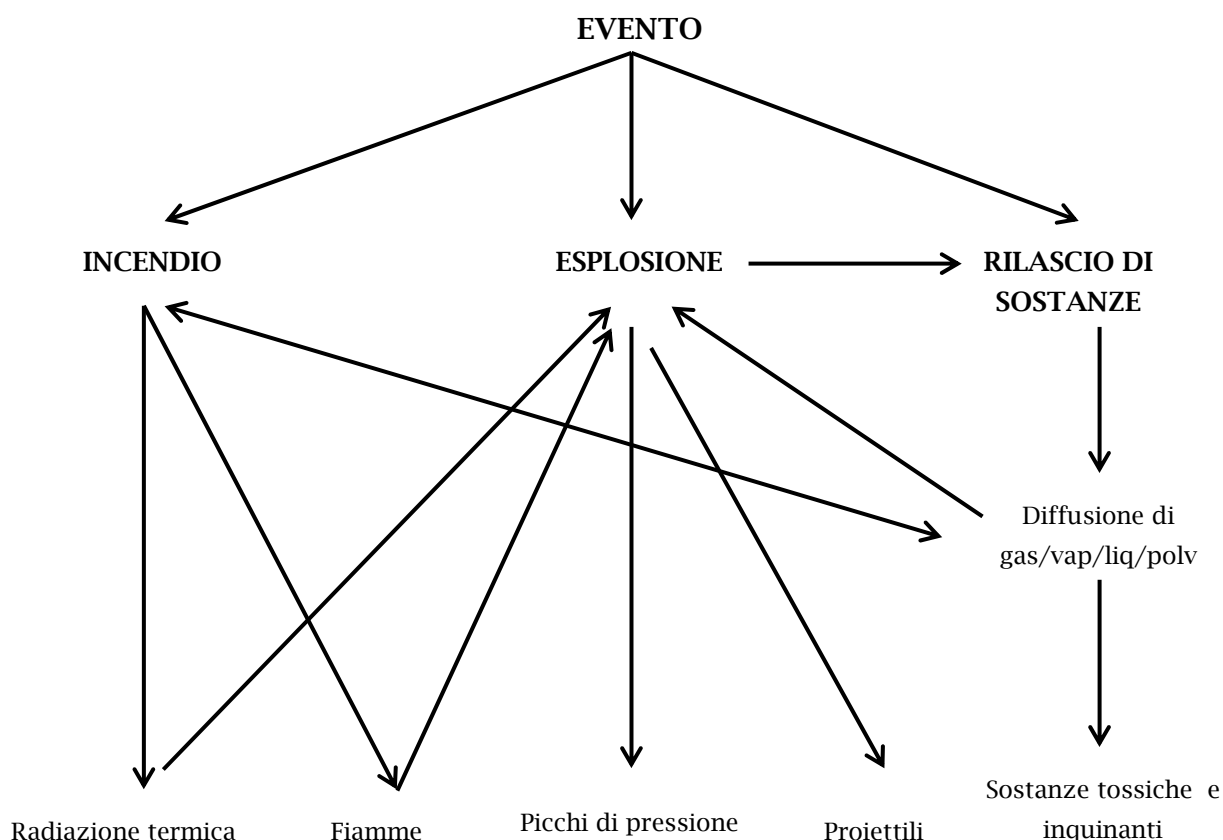 EVENTO
INCENDIO
ESPLOSIONE
RILASCIO DI
SOSTANZE
Diffusione di
gas/vap/liq/polv
Radiazione termica
Fiamme
Picchi di pressione
Proiettili
Sostanze tossiche e
inquinanti